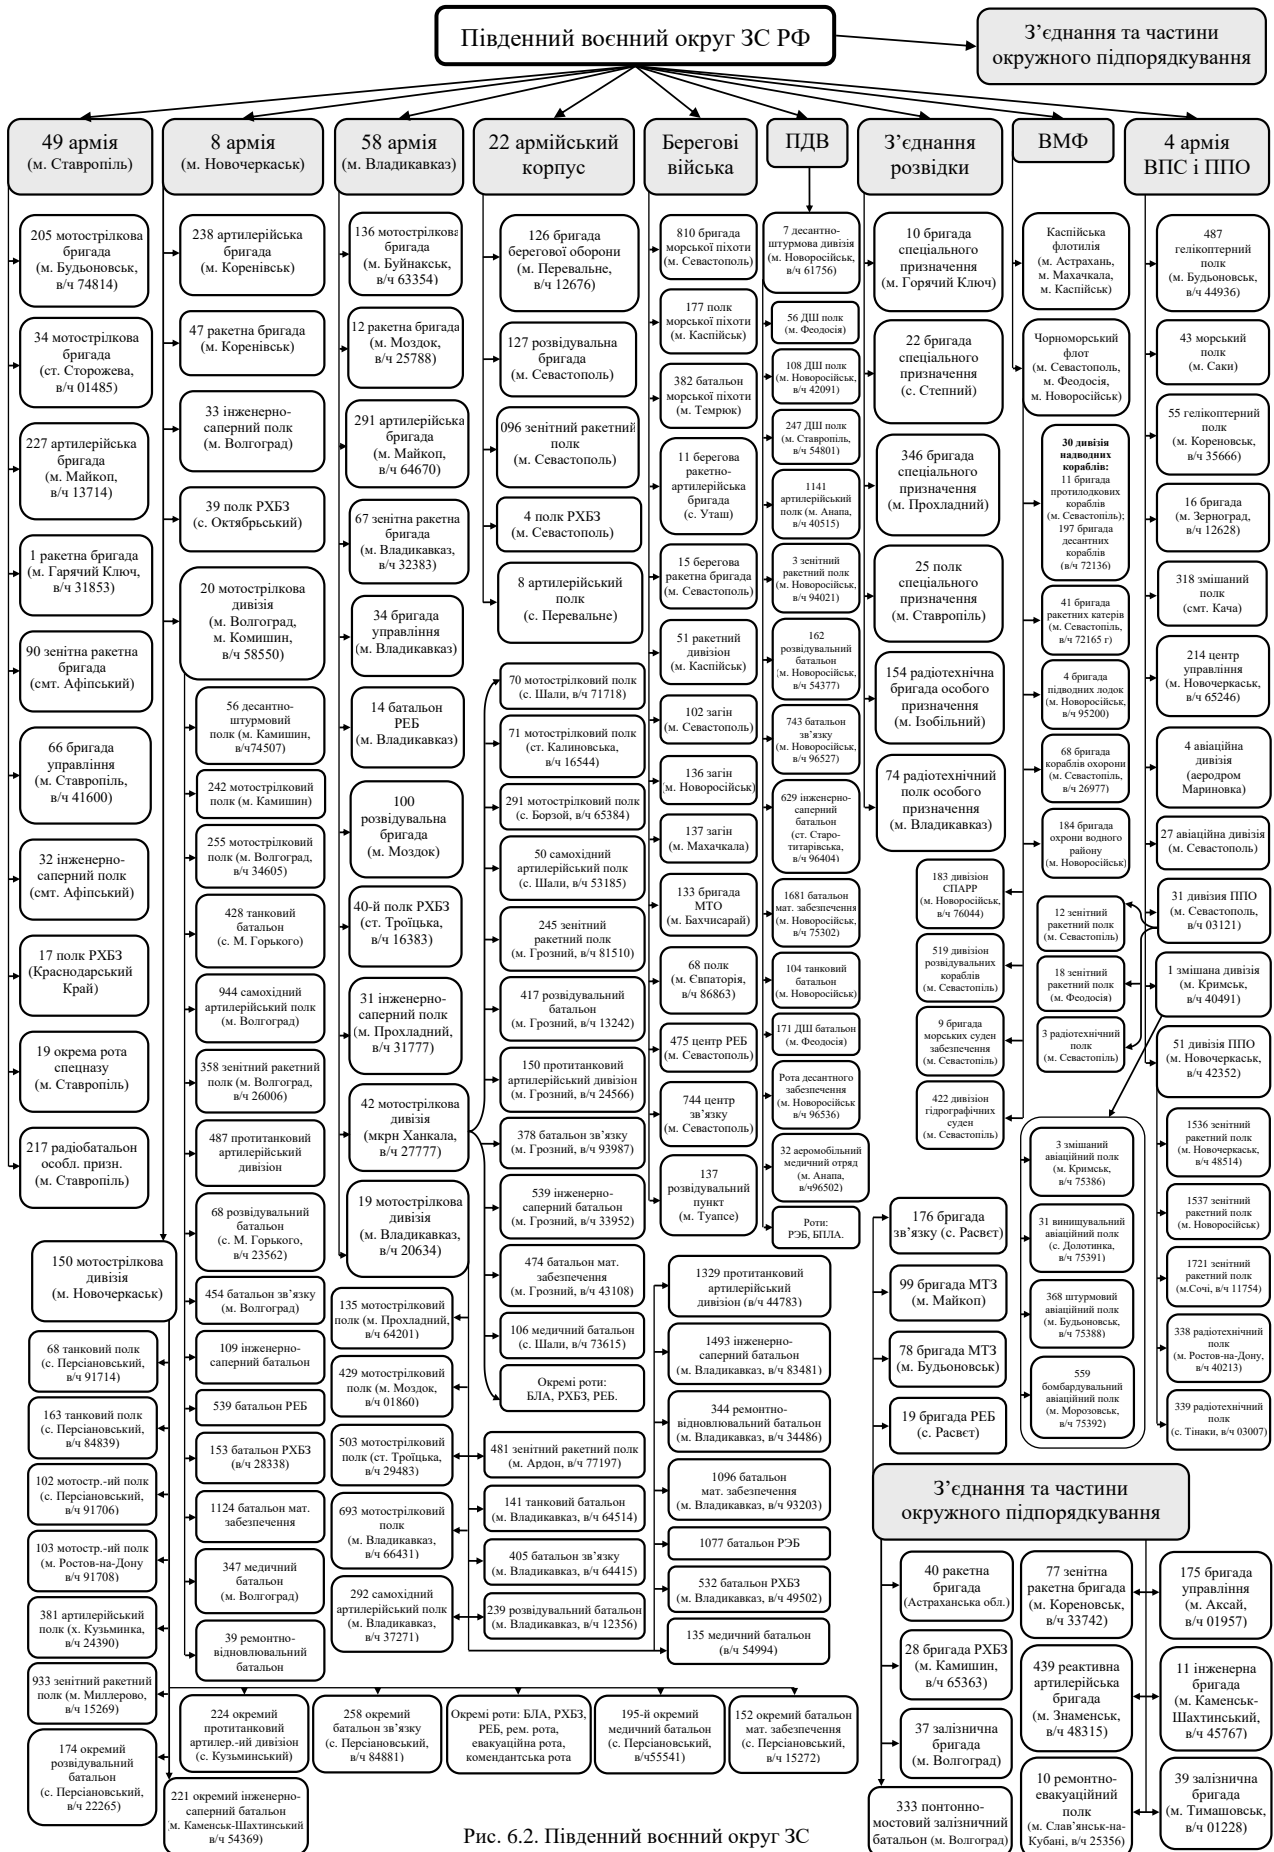 Південний воєнний округ ЗС РФ
З’єднання та частини
окружного підпорядкування
49 армія
(м. Ставропіль)
8 армія
(м. Новочеркаськ)
58 армія
(м. Владикавказ)
22 армійський
корпус
Берегові
війська
ПДВ
З’єднання
розвідки
ВМФ
4 армія
ВПС і ППО
205 мотострілкова
бригада
(м. Будьоновськ,
в/ч 74814)
34 мотострілкова
бригада
(ст. Сторожева,
в/ч 01485)
227 артилерійська
бригада
(м. Майкоп,
в/ч 13714)
1 ракетна бригада
(м. Гарячий Ключ,
в/ч 31853)
90 зенітна ракетна
бригада
(смт. Афіпський)
66 бригада
управління
(м. Ставропіль,
в/ч 41600)
32 інженерно-
саперний полк
(смт. Афіпський)
17 полк РХБЗ
(Краснодарський
Край)
19 окрема рота
спецназу
(м. Ставропіль)
217 радіобатальон
особл. призн.
(м. Ставропіль)
150 мотострілкова
дивізія
(м. Новочеркаськ)
68 танковий полк
(с. Персіановський,
в/ч 91714)
163 танковий полк
(с. Персіановський,
в/ч 84839)
102 мотостр.-ий полк
(с. Персіановський,
в/ч 91706)
103 мотостр.-ий полк
(м. Ростов-на-Дону
в/ч 91708)
381 артилерійський
полк (х. Кузьминка,
в/ч 24390)
933 зенітний ракетний
полк (м. Миллерово,
в/ч 15269)
174 окремий
розвідувальний
батальон
(с. Персіановський,
в/ч 22265)
238 артилерійська
бригада
(м. Коренівськ)
47 ракетна бригада
(м. Коренівськ)
33 інженерно-
саперний полк
(м. Волгоград)
39 полк РХБЗ
(с. Октябрьський)
20 мотострілкова
дивізія
(м. Волгоград,
м. Комишин,
в/ч 58550)
56 десантно-
штурмовий
полк (м. Камишин,
в/ч74507)
242 мотострілковий
полк (м. Камишин)
255 мотострілковий
полк (м. Волгоград,
в/ч 34605)
428 танковий
батальон
(с. М. Горького)
944 самохідний
артилерійський полк
(м. Волгоград)
358 зенітний ракетний
полк (м. Волгоград,
в/ч 26006)
487 протитанковий
артилерійський
дивізіон
68 розвідувальний
батальон
(с. М. Горького,
в/ч 23562)
454 батальон зв’язку
(м. Волгоград)
109 інженерно-
саперний батальон
539 батальон РЕБ
153 батальон РХБЗ
(в/ч 28338)
1124 батальон мат.
забезпечення
347 медичний
батальон
(м. Волгоград)
39 ремонтно-
відновлювальний
батальон
136 мотострілкова
бригада
(м. Буйнакськ,
в/ч 63354)
12 ракетна бригада
(м. Моздок,
в/ч 25788)
291 артилерійська
бригада
(м. Майкоп,
в/ч 64670)
67 зенітна ракетна
бригада
(м. Владикавказ,
в/ч 32383)
34 бригада
управління
(м. Владикавказ)
14 батальон
РЕБ
(м. Владикавказ)
100
розвідувальна
бригада
(м. Моздок)
40-й полк РХБЗ
(ст. Троїцька,
в/ч 16383)
31 інженерно-
саперний полк
(м. Прохладний,
в/ч 31777)
42 мотострілкова
дивізія
(мкрн Ханкала,
в/ч 27777)
19 мотострілкова
дивізія
(м. Владикавказ,
в/ч 20634)
135 мотострілковий
полк (м. Прохладний,
в/ч 64201)
429 мотострілковий
полк (м. Моздок,
в/ч 01860)
503 мотострілковий
полк (ст. Троїцька,
в/ч 29483)
693 мотострілковий
полк
(м. Владикавказ,
в/ч 66431)
292 самохідний
артилерійський полк
(м. Владикавказ,
в/ч 37271)
126 бригада
берегової оборони
(м. Перевальне,
в/ч 12676)
127 розвідувальна
бригада
(м. Севастополь)
096 зенітний ракетний
полк
(м. Севастополь)
4 полк РХБЗ
(м. Севастополь)
8 артилерійський
полк
(с. Перевальне)
70 мотострілковий полк
(с. Шали, в/ч 71718)
71 мотострілковий полк
(ст. Калиновська,
в/ч 16544)
291 мотострілковий полк
(с. Борзой, в/ч 65384)
50 самохідний
артилерійський полк
(с. Шали, в/ч 53185)
245 зенітний
ракетний полк
(м. Грозний, в/ч 81510)
417 розвідувальний
батальон
(м. Грозний, в/ч 13242)
150 протитанковий
артилерійський дивізіон
(м. Грозний, в/ч 24566)
378 батальон зв’язку
(м. Грозний, в/ч 93987)
539 інженерно-
саперний батальон
(м. Грозний, в/ч 33952)
474 батальон мат.
забезпечення
(м. Грозний, в/ч 43108)
106 медичний батальон
(с. Шали, в/ч 73615)
Окремі роти:
БЛА, РХБЗ, РЕБ.
481 зенітний ракетний полк
(м. Ардон, в/ч 77197)
141 танковий батальон
(м. Владикавказ, в/ч 64514)
405 батальон зв’язку
(м. Владикавказ, в/ч 64415)
239 розвідувальний батальон
(м. Владикавказ, в/ч 12356)
810 бригада
морської піхоти
(м. Севастополь)
177 полк
морської піхоти
(м. Каспійськ)
382 батальон
морської піхоти
(м. Темрюк)
11 берегова
ракетно-
артилерійська
бригада
(с. Уташ)
15 берегова
ракетна бригада
(м. Севастополь)
51 ракетний
дивізіон
(м. Каспійськ)
102 загін
(м. Севастополь)
136 загін
(м. Новоросійськ)
137 загін
(м. Махачкала)
133 бригада
МТО
(м. Бахчисарай)
68 полк
(м. Євпаторія,
в/ч 86863)
475 центр РЕБ
(м. Севастополь)
744 центр
зв’язку
(м. Севастополь)
137
розвідувальний
пункт
(м. Туапсе)
1329 протитанковий
артилерійський
дивізіон (в/ч 44783)
1493 інженерно-
саперний батальон
(м. Владикавказ, в/ч 83481)
344 ремонтно-
відновлювальний батальон
(м. Владикавказ, в/ч 34486)
1096 батальон
мат. забезпечення
(м. Владикавказ, в/ч 93203)
1077 батальон РЭБ
532 батальон РХБЗ
(м. Владикавказ, в/ч 49502)
135 медичний батальон
(в/ч 54994)
7 десантно-
штурмова дивізія
(м. Новоросійськ,
в/ч 61756)
56 ДШ полк
(м. Феодосія)
108 ДШ полк
(м. Новоросійськ,
в/ч 42091)
247 ДШ полк
(м. Ставропіль,
в/ч 54801)
1141
артилерійський
полк (м. Анапа,
в/ч 40515)
3 зенітний
ракетний полк
(м. Новоросійськ,
в/ч 94021)
162
розвідувальний
батальон
(м. Новоросійськ,
в/ч 54377)
743 батальон
зв’язку
(м. Новоросійськ,
в/ч 96527)
629 інженерно-
саперний
батальон
(ст. Старо-
титарівська,
в/ч 96404)
1681 батальон
мат. забезпечення
(м. Новоросійськ,
в/ч 75302)
104 танковий
батальон
(м. Новоросійськ)
171 ДШ батальон
(м. Феодосія)
Рота десантного
забезпечення
(м. Новоросійськ
в/ч 96536)
32 аеромобільний
медичний отряд
(м. Анапа,
в/ч96502)
Роти:
РЭБ, БПЛА.
10 бригада
спеціального
призначення
(м. Горячий Ключ)
22 бригада
спеціального
призначення
(с. Степний)
346 бригада
спеціального
призначення
(м. Прохладний)
25 полк
спеціального
призначення
(м. Ставропіль)
154 радіотехнічна
бригада особого
призначення
(м. Ізобільний)
74 радіотехнічний
полк особого
призначення
(м. Владикавказ)
183 дивізіон
СПАРР
(м. Новоросійськ,
в/ч 76044)
519 дивізіон
розвідувальних
кораблів
(м. Севастополь)
9 бригада
морських суден
забезпечення
(м. Севастополь)
422 дивізіон
гідрографічних
суден
(м. Севастополь)
176 бригада
зв’язку (с. Расвєт)
99 бригада МТЗ
(м. Майкоп)
78 бригада МТЗ
(м. Будьоновськ)
19 бригада РЕБ
(с. Расвєт)
Каспійська
флотилія
(м. Астрахань,
м. Махачкала,
м. Каспійськ)
Чорноморський
флот
(м. Севастополь,
м. Феодосія,
м. Новоросійськ)
30 дивізія
надводних
кораблів:
11 бригада
протилодкових
кораблів
(м. Севастопіль);
197 бригада
десантних
кораблів
(в/ч 72136)
41 бригада
ракетних катерів
(м. Севастополь,
в/ч 72165 г)
4 бригада
підводних лодок
(м. Новоросійськ,
в/ч 95200)
68 бригада
кораблів охорони
(м. Севастополь,
в/ч 26977)
184 бригада
охрони водного
району
(м. Новоросійськ)
12 зенітний
ракетний полк
(м. Севастополь)
18 зенітний
ракетний полк
(м. Феодосія)
3 радіотехнічний
полк
(м. Севастополь)
3 змішаний
авіаційний полк
(м. Кримськ,
в/ч 75386)
31 винищувальний
авіаційний полк
(с. Долотинка,
в/ч 75391)
368 штурмовий
авіаційний полк
(м. Будьоновськ,
в/ч 75388)
559
бомбардувальний
авіаційний полк
(м. Морозовськ,
в/ч 75392)
487
гелікоптерний
полк
(м. Будьоновськ,
в/ч 44936)
43 морський
полк
(м. Саки)
55 гелікоптерний
полк
(м. Кореновськ,
в/ч 35666)
16 бригада
(м. Зерноград,
в/ч 12628)
318 змішаний
полк
(смт. Кача)
214 центр
управління
(м. Новочеркаськ,
в/ч 65246)
4 авіаційна
дивізія
(аеродром
Мариновка)
27 авіаційна дивізія
(м. Севастополь)
31 дивізия ППО
(м. Севастополь,
в/ч 03121)
1 змішана дивізія
(м. Кримськ,
в/ч 40491)
51 дивізія ППО
(м. Новочеркаськ,
в/ч 42352)
1536 зенітний
ракетний полк
(м. Новочеркаськ,
в/ч 48514)
1537 зенітний
ракетний полк
(м. Новоросійськ)
1721 зенітний
ракетний полк
(м.Сочі, в/ч 11754)
338 радіотехнічний
полк
(м. Ростов-на-Дону,
в/ч 40213)
339 радіотехнічний
полк
(с. Тінаки, в/ч 03007)
З’єднання та частини
окружного підпорядкування
40 ракетна
бригада
(Астраханська обл.)
28 бригада РХБЗ
(м. Камишин,
в/ч 65363)
37 залізнична
бригада
(м. Волгоград)
333 понтонно-
мостовий залізничний
батальон (м. Волгоград)
77 зенітна
ракетна бригада
(м. Кореновськ,
в/ч 33742)
439 реактивна
артилерійська
бригада
(м. Знаменськ,
в/ч 48315)
10 ремонтно-
евакуаційний
полк
(м. Слав’янськ-на-
Кубані, в/ч 25356)
175 бригада
управління
(м. Аксай,
в/ч 01957)
11 інженерна
бригада
(м. Каменськ-
Шахтинський,
в/ч 45767)
39 залізнична
бригада
(м. Тимашовськ,
в/ч 01228)
224 окремий
протитанковий
артилер.-ий дивізіон
(с. Кузьминський)
258 окремий
батальон зв’язку
(с. Персіановський,
в/ч 84881)
Окремі роти: БЛА, РХБЗ,
РЕБ, рем. рота,
евакуаційна рота,
комендантська рота
195-й окремий
медичний батальон
(с. Персіановський,
в/ч55541)
152 окремий батальон
мат. забезпечення
(с. Персіановський,
в/ч 15272)
221 окремий інженерно-
саперний батальон
(м. Каменськ-Шахтинський
в/ч 54369)
Рис. 6.2. Південний воєнний округ ЗС